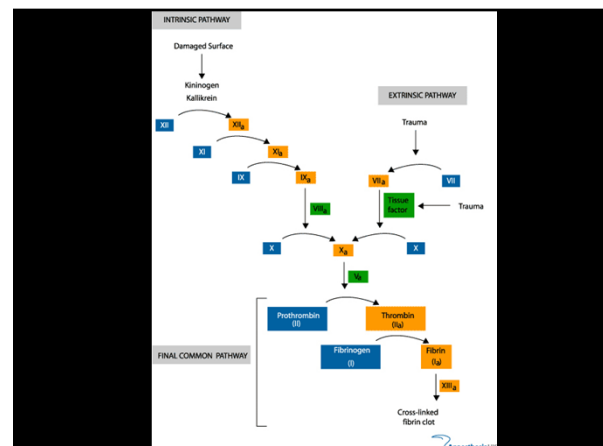 INTRINSIC PATHWAY
Damaged Surface
Kininogen
Kallikrein
EXTRINSIC PATHWAY
Trauma
XII
XIIa
XI
XIa
IX
IXa
VIIa
VII
VIIIa
Tissue
factor
Trauma
X
Xa
X
Va
Prothrombin
(II)
Thrombin
(IIa)
FINAL COMMON PATHWAY
Fibrinogen
(I)
Fibrin
(Ia)
XIIIa
Cross-linked
fibrin clot